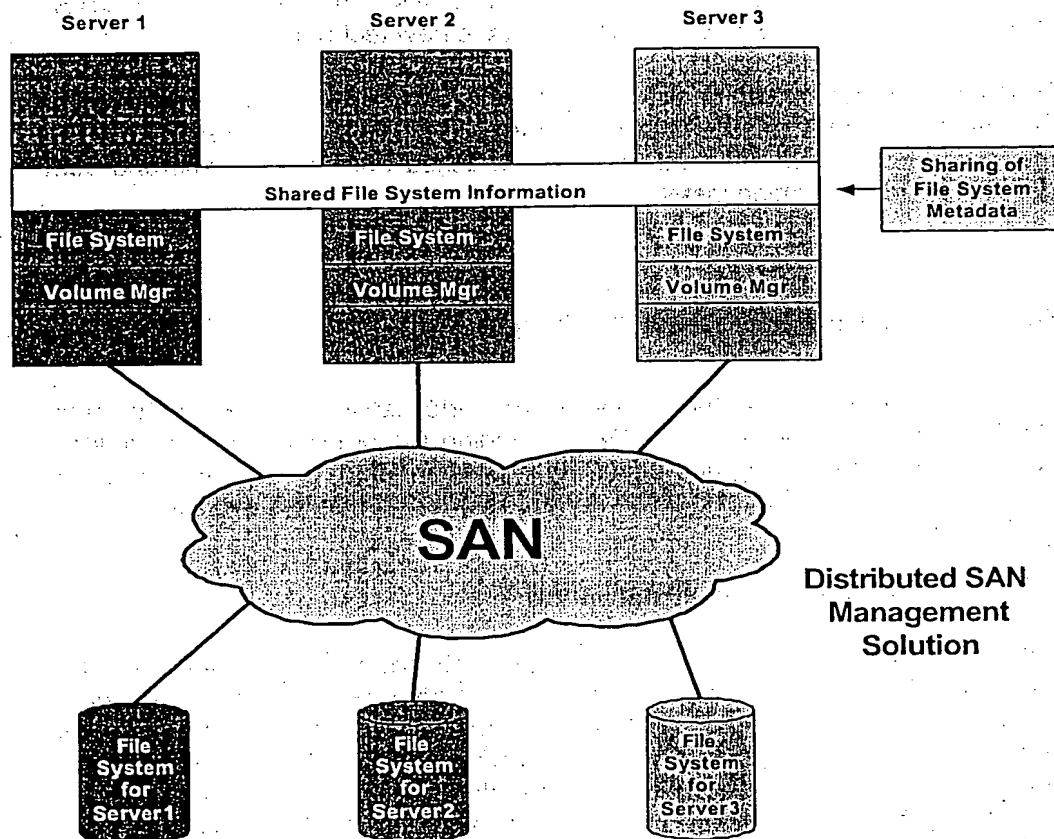 Server 1
Server 2
Server 3
Shared File System Information
Sharing of
File System
Metadata
File System
File System
File System
Volume Mgr
Volume Mgr
Volume Mgr
SAN
Distributed SAN
Management
Solution
File
System
for
Server1
File
System
for
Server2
File
System
for
Server3